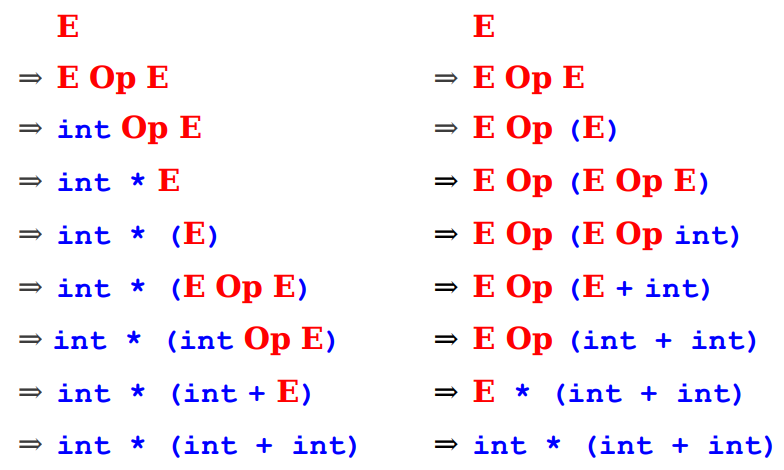 E
⇒ E Op E
⇒ int Op E
⇒ int * E
⇒ int * (E)
⇒ int * (E Op E)
⇒ int * (int Op E)
⇒ int * (int + E)
⇒ int * (int + int)
E
⇒ E Op E
⇒ E Op (E)
⇒ E Op (E Op E)
⇒ E Op (E Op int)
⇒ E Op (E + int)
⇒ E Op (int + int)
⇒ E * (int + int)
⇒ int * (int + int)